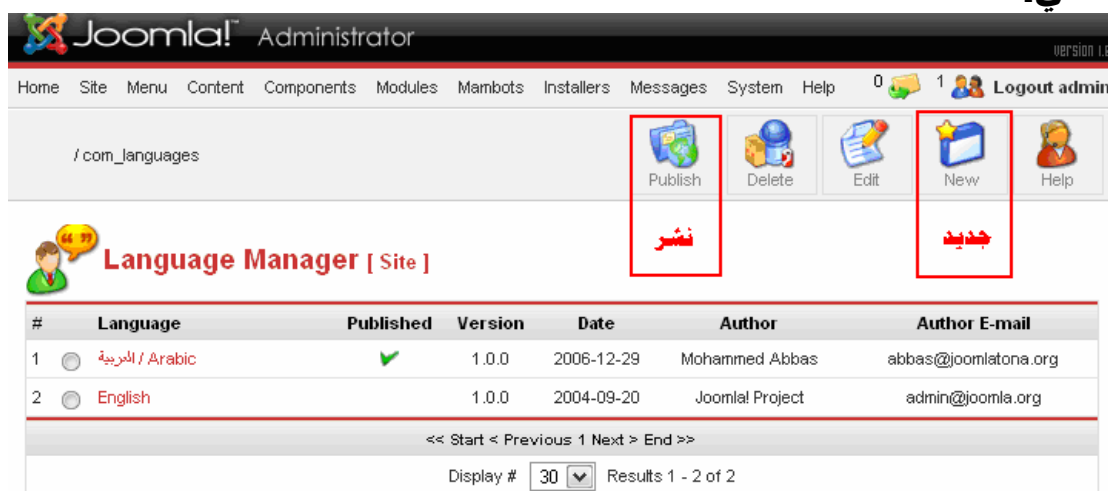 في.
Joomla! Administrator
version 1.
Home Site Menu Content Components Modules Mambots Installers Messages System Help 0 1 Logout admin
/ com_languages
Publish Delete Edit New Help
نشر جديد
Language Manager [ Site ]
# Language Published Version Date Author Author E-mail
1 العربية / Arabic 1.0.0 2006-12-29 Mohammed Abbas abbas@joomlatona.org
2 English 1.0.0 2004-09-20 Joomla! Project admin@joomla.org
<< Start < Previous 1 Next > End >>
Display # 30 Results 1 - 2 of 2